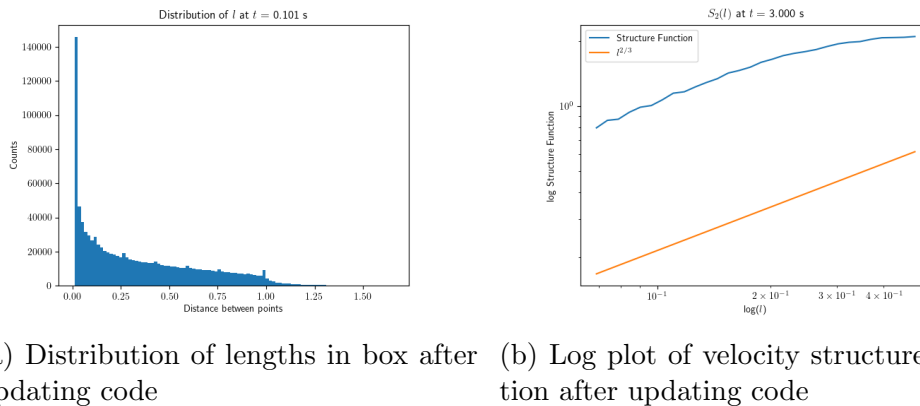 Distribution of l at t = 0.101 s
140000
120000
100000
80000
60000
40000
20000
0
Counts
0.00 0.25 0.50 0.75 1.00 1.25 1.50
Distance between points
S₂(l) at t = 3.000 s
Structure Function
l^{2/3}
10⁰
log Structure Function
10⁻¹ 2 × 10⁻¹ 3 × 10⁻¹ 4 × 10⁻¹
log(l)
) Distribution of lengths in box after
pdating code
(b) Log plot of velocity structure
tion after updating code